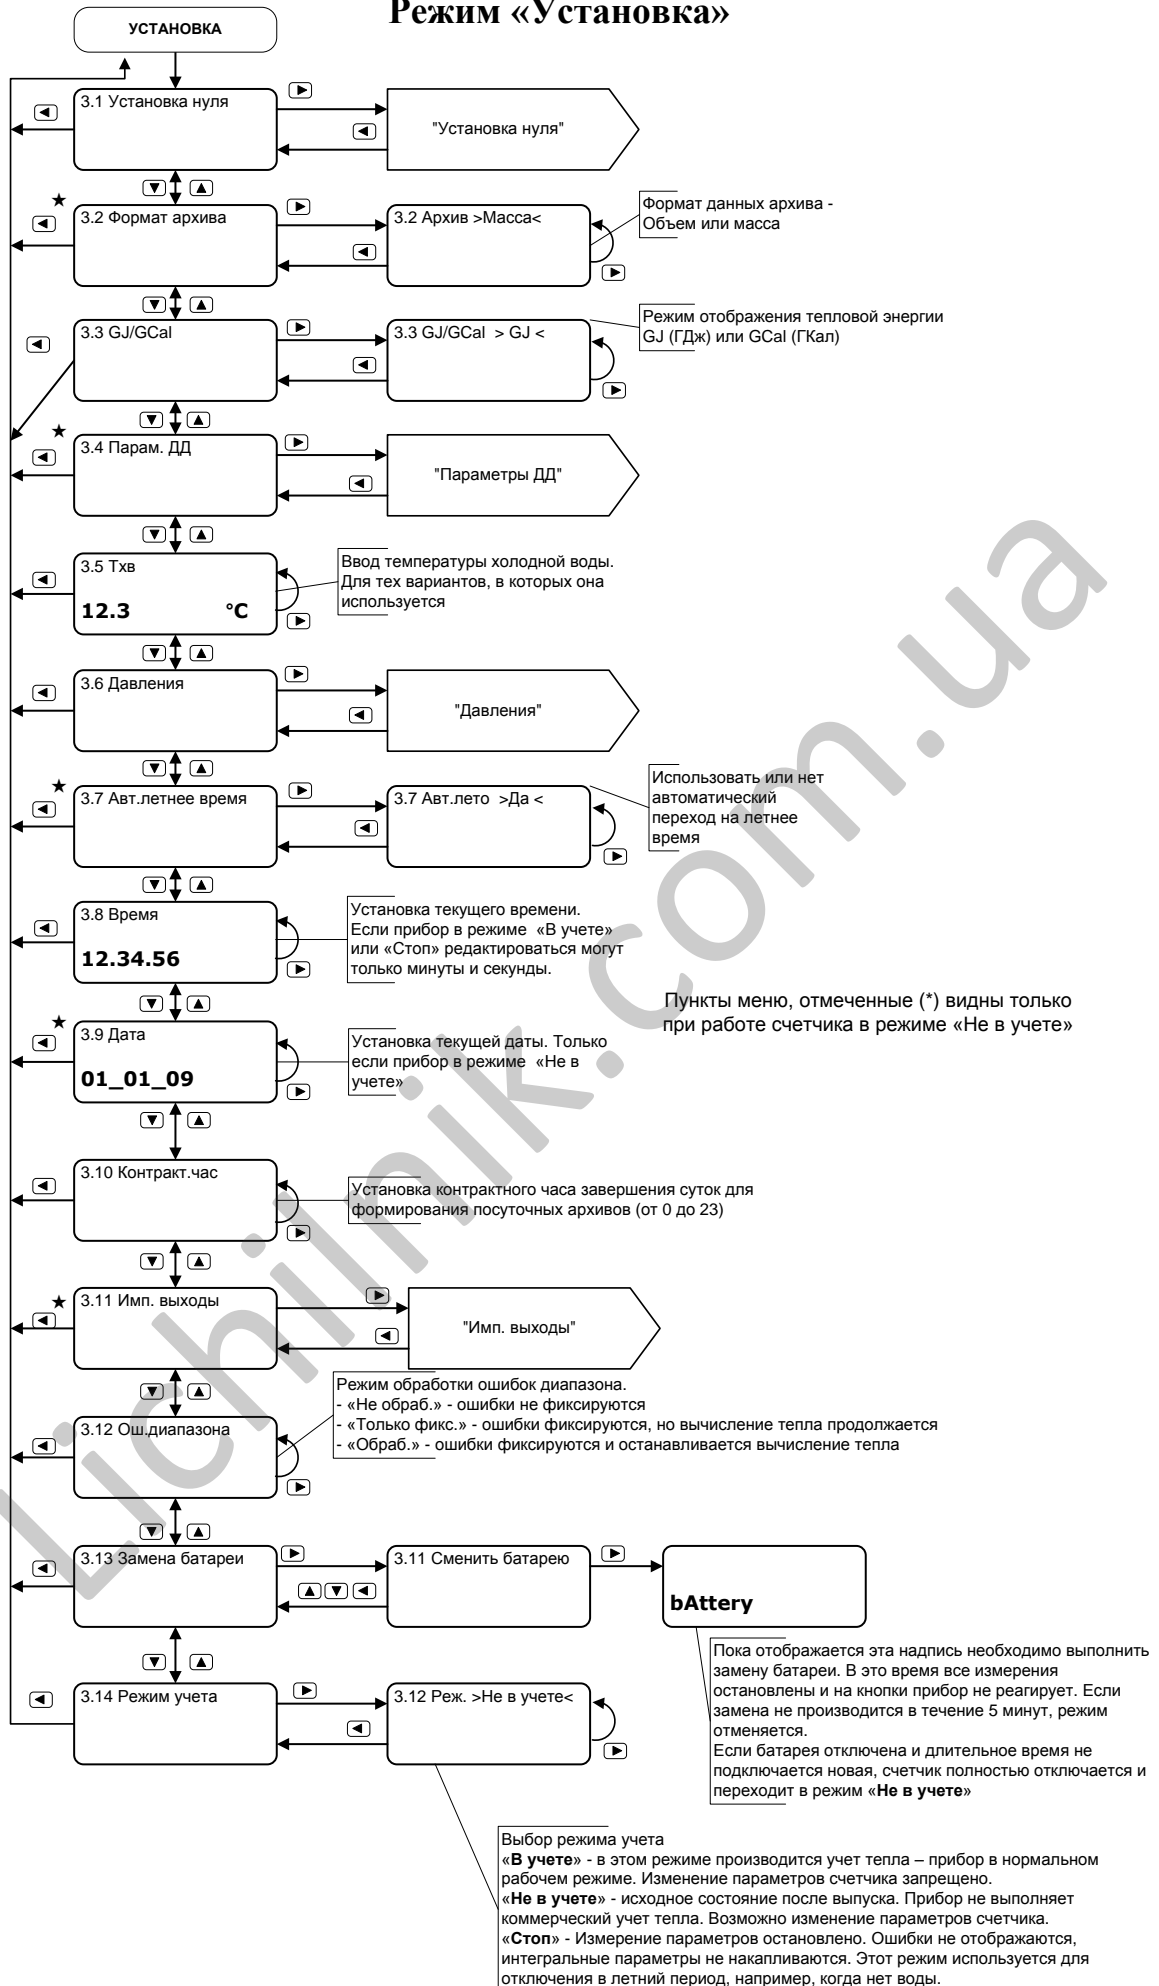 Режим «Установка»
УСТАНОВКА
3.1 Установка нуля
"Установка нуля"
3.2 Формат архива
3.2 Архив >Масса<
Формат данных архива -
Объем или масса
3.3 GJ/GCal
3.3 GJ/GCal > GJ <
Режим отображения тепловой энергии
GJ (ГДж) или GCal (ГКал)
3.4 Парам. ДД
"Параметры ДД"
3.5 Тхв
12.3 °C
Ввод температуры холодной воды.
Для тех вариантов, в которых она
используется
3.6 Давления
"Давления"
3.7 Авт.летнее время
3.7 Авт.лето >Да <
Использовать или нет
автоматический
переход на летнее
время
3.8 Время
12.34.56
Установка текущего времени.
Если прибор в режиме «В учете»
или «Стоп» редактироваться могут
только минуты и секунды.
Пункты меню, отмеченные (*) видны только
при работе счетчика в режиме «Не в учете»
3.9 Дата
01_01_09
Установка текущей даты. Только
если прибор в режиме «Не в
учете»
3.10 Контракт.час
Установка контрактного часа завершения суток для
формирования посуточных архивов (от 0 до 23)
3.11 Имп. выходы
"Имп. выходы"
Режим обработки ошибок диапазона.
- «Не обраб.» - ошибки не фиксируются
- «Только фикс.» - ошибки фиксируются, но вычисление тепла продолжается
- «Обраб.» - ошибки фиксируются и останавливается вычисление тепла
3.12 Ош.диапазона
3.13 Замена батареи
3.11 Сменить батарею
bAttery
Пока отображается эта надпись необходимо выполнить
замену батареи. В это время все измерения
остановлены и на кнопки прибор не реагирует. Если
замена не производится в течение 5 минут, режим
отменяется.
Если батарея отключена и длительное время не
подключается новая, счетчик полностью отключается и
переходит в режим «Не в учете»
3.14 Режим учета
3.12 Реж. >Не в учете<
Выбор режима учета
«В учете» - в этом режиме производится учет тепла – прибор в нормальном
рабочем режиме. Изменение параметров счетчика запрещено.
«Не в учете» - исходное состояние после выпуска. Прибор не выполняет
коммерческий учет тепла. Возможно изменение параметров счетчика.
«Стоп» - Измерение параметров остановлено. Ошибки не отображаются,
интегральные параметры не накапливаются. Этот режим используется для
отключения в летний период, например, когда нет воды.
Lichilnik.com.ua